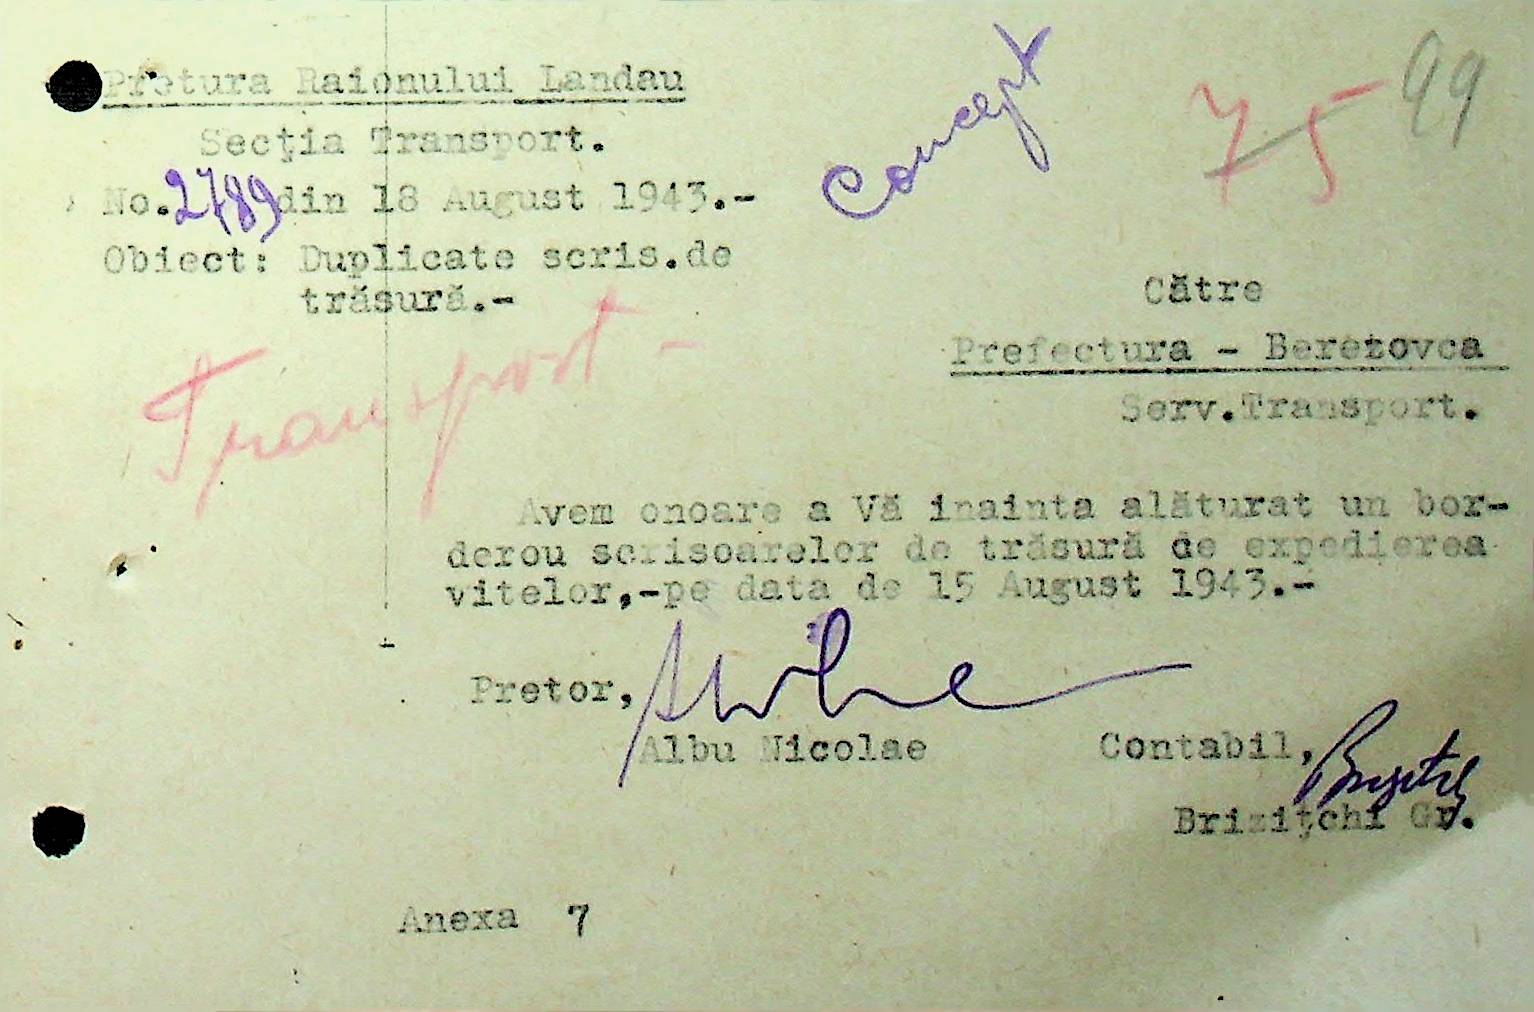 Pretura Raionului Landau
Secţia Transport.
No. 2789 din 18 August 1943.-
Obiect: Duplicate scris.de
trăsură.-
Concept
75
99
Transport -
Către
Prefectura - Berezovca
Serv.Transport.
Avem onoare a Vă inainta alăturat un bor-
derou scrisoarelor de trăsură de expedierea
vitelor,-pe data de 15 August 1943.-
Pretor,
Albu Nicolae
Contabil,
Briziţchi Gr.
Anexa 7